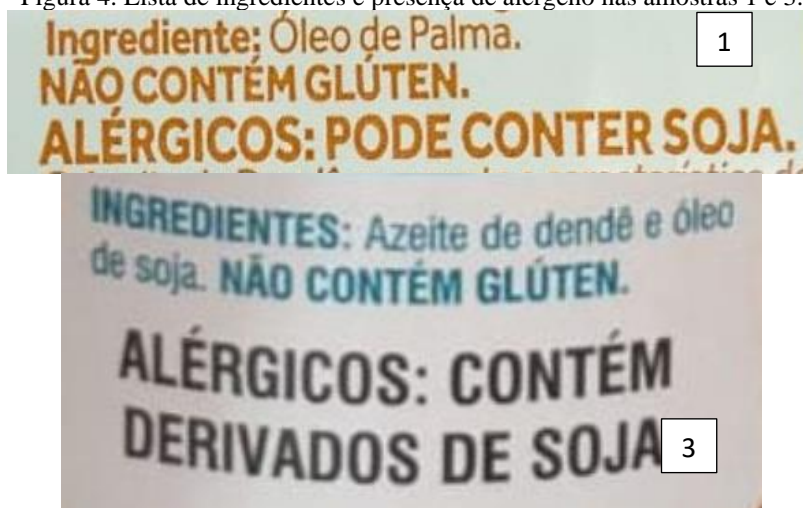 Figura 4. Lista de ingredientes e presença de alérgeno nas amostras 1 e 3.
Ingrediente: Óleo de Palma.
1
NÃO CONTÉM GLÚTEN.
ALÉRGICOS: PODE CONTER SOJA.
INGREDIENTES: Azeite de dendê e óleo
de soja. NÃO CONTÉM GLÚTEN.
ALÉRGICOS: CONTÉM
DERIVADOS DE SOJA
3